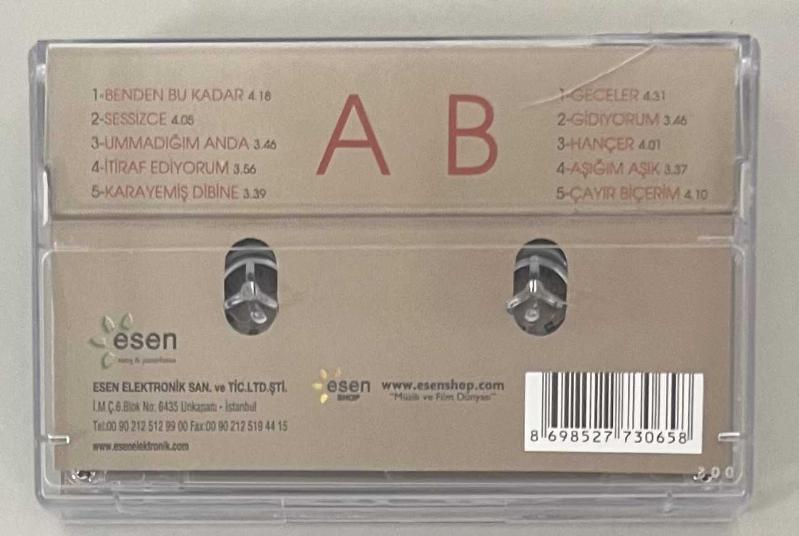 1-BENDEN BU KADAR 4.18
2-SESSİZCE 4.05
3-UMMADIĞIM ANDA 3.46
4-İTİRAF EDİYORUM 3.56
5-KARAYEMİŞ DİBİNE 3.39
A B
1-GECELER 4.31
2-GİDİYORUM 3.46
3-HANÇER 4.01
4-AŞIĞIM AŞIK 3.37
5-ÇAYIR BİÇERİM 4.10
esen
satış & pazarlama
ESEN ELEKTRONİK SAN. ve TİC.LTD.ŞTİ.
İ.M.Ç.6.Blok No: 6435 Unkapanı - İstanbul
Tel:00 90 212 512 99 00 Fax:00 90 212 519 44 15
www.esenelektronik.com
esen
SHOP
www.esenshop.com
"Müzik ve Film Dünyası"
8 698527 730658